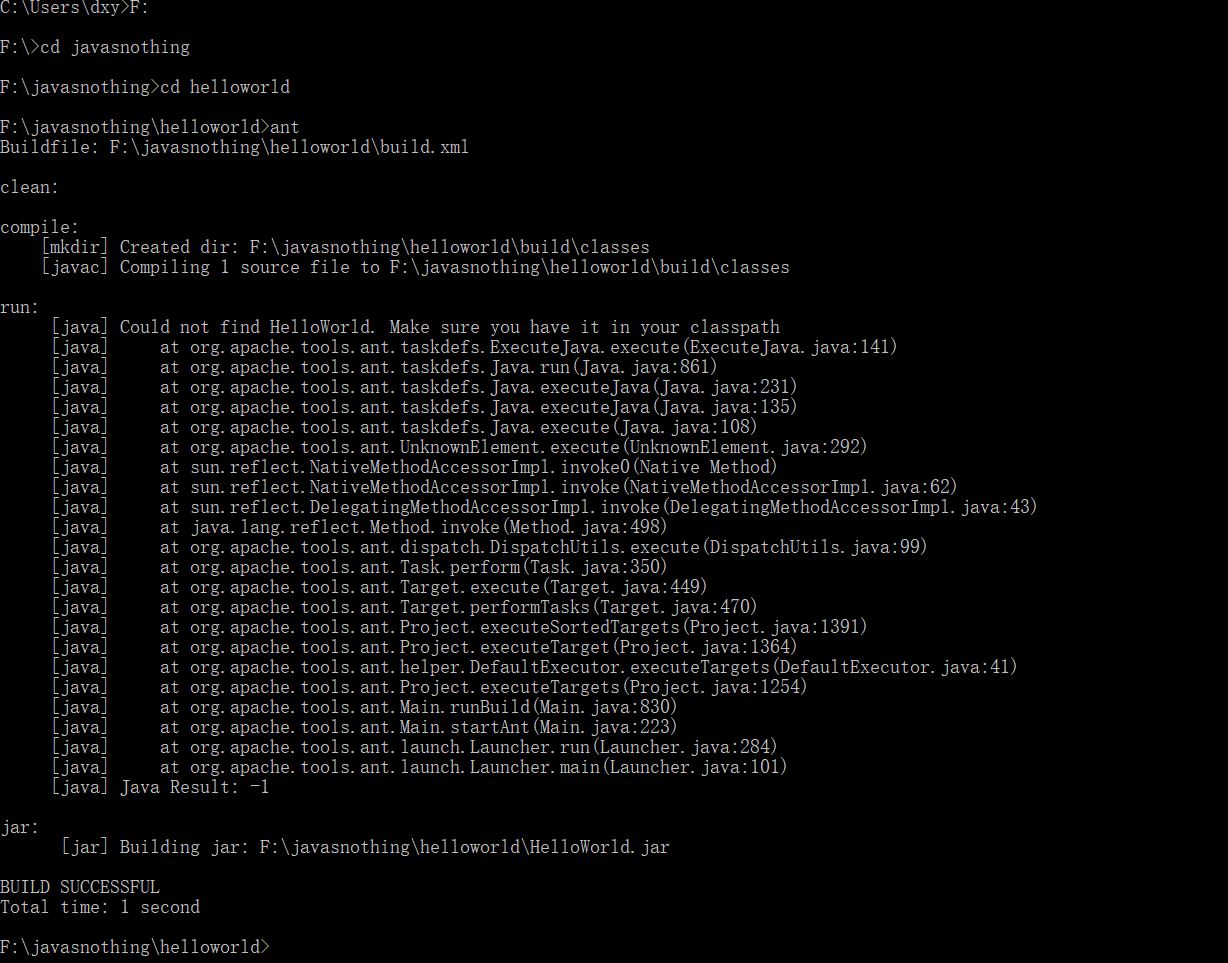 C:\Users\dxy>F:
F:\>cd javasnothing
F:\javasnothing>cd helloworld
F:\javasnothing\helloworld>ant
Buildfile: F:\javasnothing\helloworld\build.xml
clean:
compile:
[mkdir] Created dir: F:\javasnothing\helloworld\build\classes
[javac] Compiling 1 source file to F:\javasnothing\helloworld\build\classes
run:
[java] Could not find HelloWorld. Make sure you have it in your classpath
[java] at org.apache.tools.ant.taskdefs.ExecuteJava.execute(ExecuteJava.java:141)
[java] at org.apache.tools.ant.taskdefs.Java.run(Java.java:861)
[java] at org.apache.tools.ant.taskdefs.Java.executeJava(Java.java:231)
[java] at org.apache.tools.ant.taskdefs.Java.executeJava(Java.java:135)
[java] at org.apache.tools.ant.taskdefs.Java.execute(Java.java:108)
[java] at org.apache.tools.ant.UnknownElement.execute(UnknownElement.java:292)
[java] at sun.reflect.NativeMethodAccessorImpl.invoke0(Native Method)
[java] at sun.reflect.NativeMethodAccessorImpl.invoke(NativeMethodAccessorImpl.java:62)
[java] at sun.reflect.DelegatingMethodAccessorImpl.invoke(DelegatingMethodAccessorImpl.java:43)
[java] at java.lang.reflect.Method.invoke(Method.java:498)
[java] at org.apache.tools.ant.dispatch.DispatchUtils.execute(DispatchUtils.java:99)
[java] at org.apache.tools.ant.Task.perform(Task.java:350)
[java] at org.apache.tools.ant.Target.execute(Target.java:449)
[java] at org.apache.tools.ant.Target.performTasks(Target.java:470)
[java] at org.apache.tools.ant.Project.executeSortedTargets(Project.java:1391)
[java] at org.apache.tools.ant.Project.executeTarget(Project.java:1364)
[java] at org.apache.tools.ant.helper.DefaultExecutor.executeTargets(DefaultExecutor.java:41)
[java] at org.apache.tools.ant.Project.executeTargets(Project.java:1254)
[java] at org.apache.tools.ant.Main.runBuild(Main.java:830)
[java] at org.apache.tools.ant.Main.startAnt(Main.java:223)
[java] at org.apache.tools.ant.launch.Launcher.run(Launcher.java:284)
[java] at org.apache.tools.ant.launch.Launcher.main(Launcher.java:101)
[java] Java Result: -1
jar:
[jar] Building jar: F:\javasnothing\helloworld\HelloWorld.jar
BUILD SUCCESSFUL
Total time: 1 second
F:\javasnothing\helloworld>